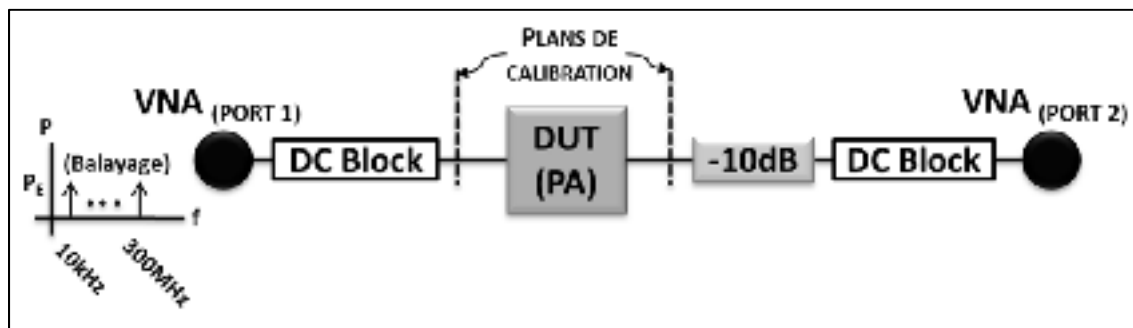 PLANS DE
CALIBRATION
VNA (PORT 1)
VNA (PORT 2)
P
(Balayage)
PE
f
10kHz
300MHz
DC Block
DUT
(PA)
-10dB
DC Block